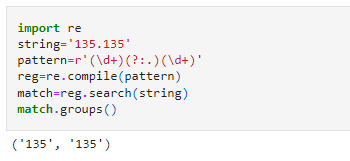 import re
string='135.135'
pattern=r'(\d+)(?:.)(\d+)'
reg=re.compile(pattern)
match=reg.search(string)
match.groups()
('135', '135')